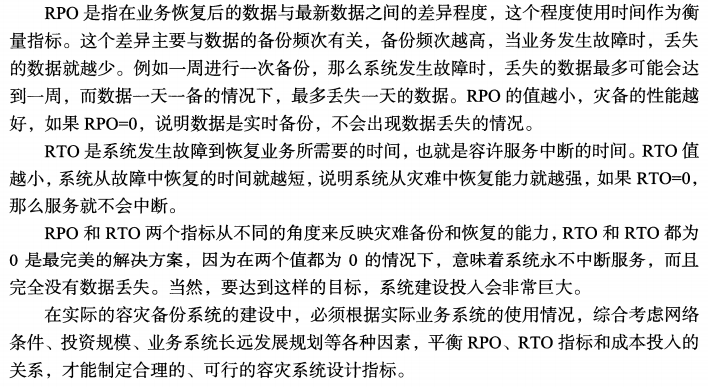 RPO 是指在业务恢复后的数据与最新数据之间的差异程度，这个程度使用时间作为衡
量指标。这个差异主要与数据的备份频次有关，备份频次越高，当业务发生故障时，丢失
的数据就越少。例如一周进行一次备份，那么系统发生故障时，丢失的数据最多可能会达
到一周，而数据一天一备的情况下，最多丢失一天的数据。RPO 的值越小，灾备的性能越
好，如果 RPO=0，说明数据是实时备份，不会出现数据丢失的情况。
RTO 是系统发生故障到恢复业务所需要的时间，也就是容许服务中断的时间。RTO 值
越小，系统从故障中恢复的时间就越短，说明系统从灾难中恢复能力就越强，如果 RTO=0，
那么服务就不会中断。
RPO 和 RTO 两个指标从不同的角度来反映灾难备份和恢复的能力，RTO 和 RTO 都为
0 是最完美的解决方案，因为在两个值都为 0 的情况下，意味着系统永不中断服务，而且
完全没有数据丢失。当然，要达到这样的目标，系统建设投入会非常巨大。
在实际的容灾备份系统的建设中，必须根据实际业务系统的使用情况，综合考虑网络
条件、投资规模、业务系统长远发展规划等各种因素，平衡 RPO、RTO 指标和成本投入的
关系，才能制定合理的、可行的容灾系统设计指标。